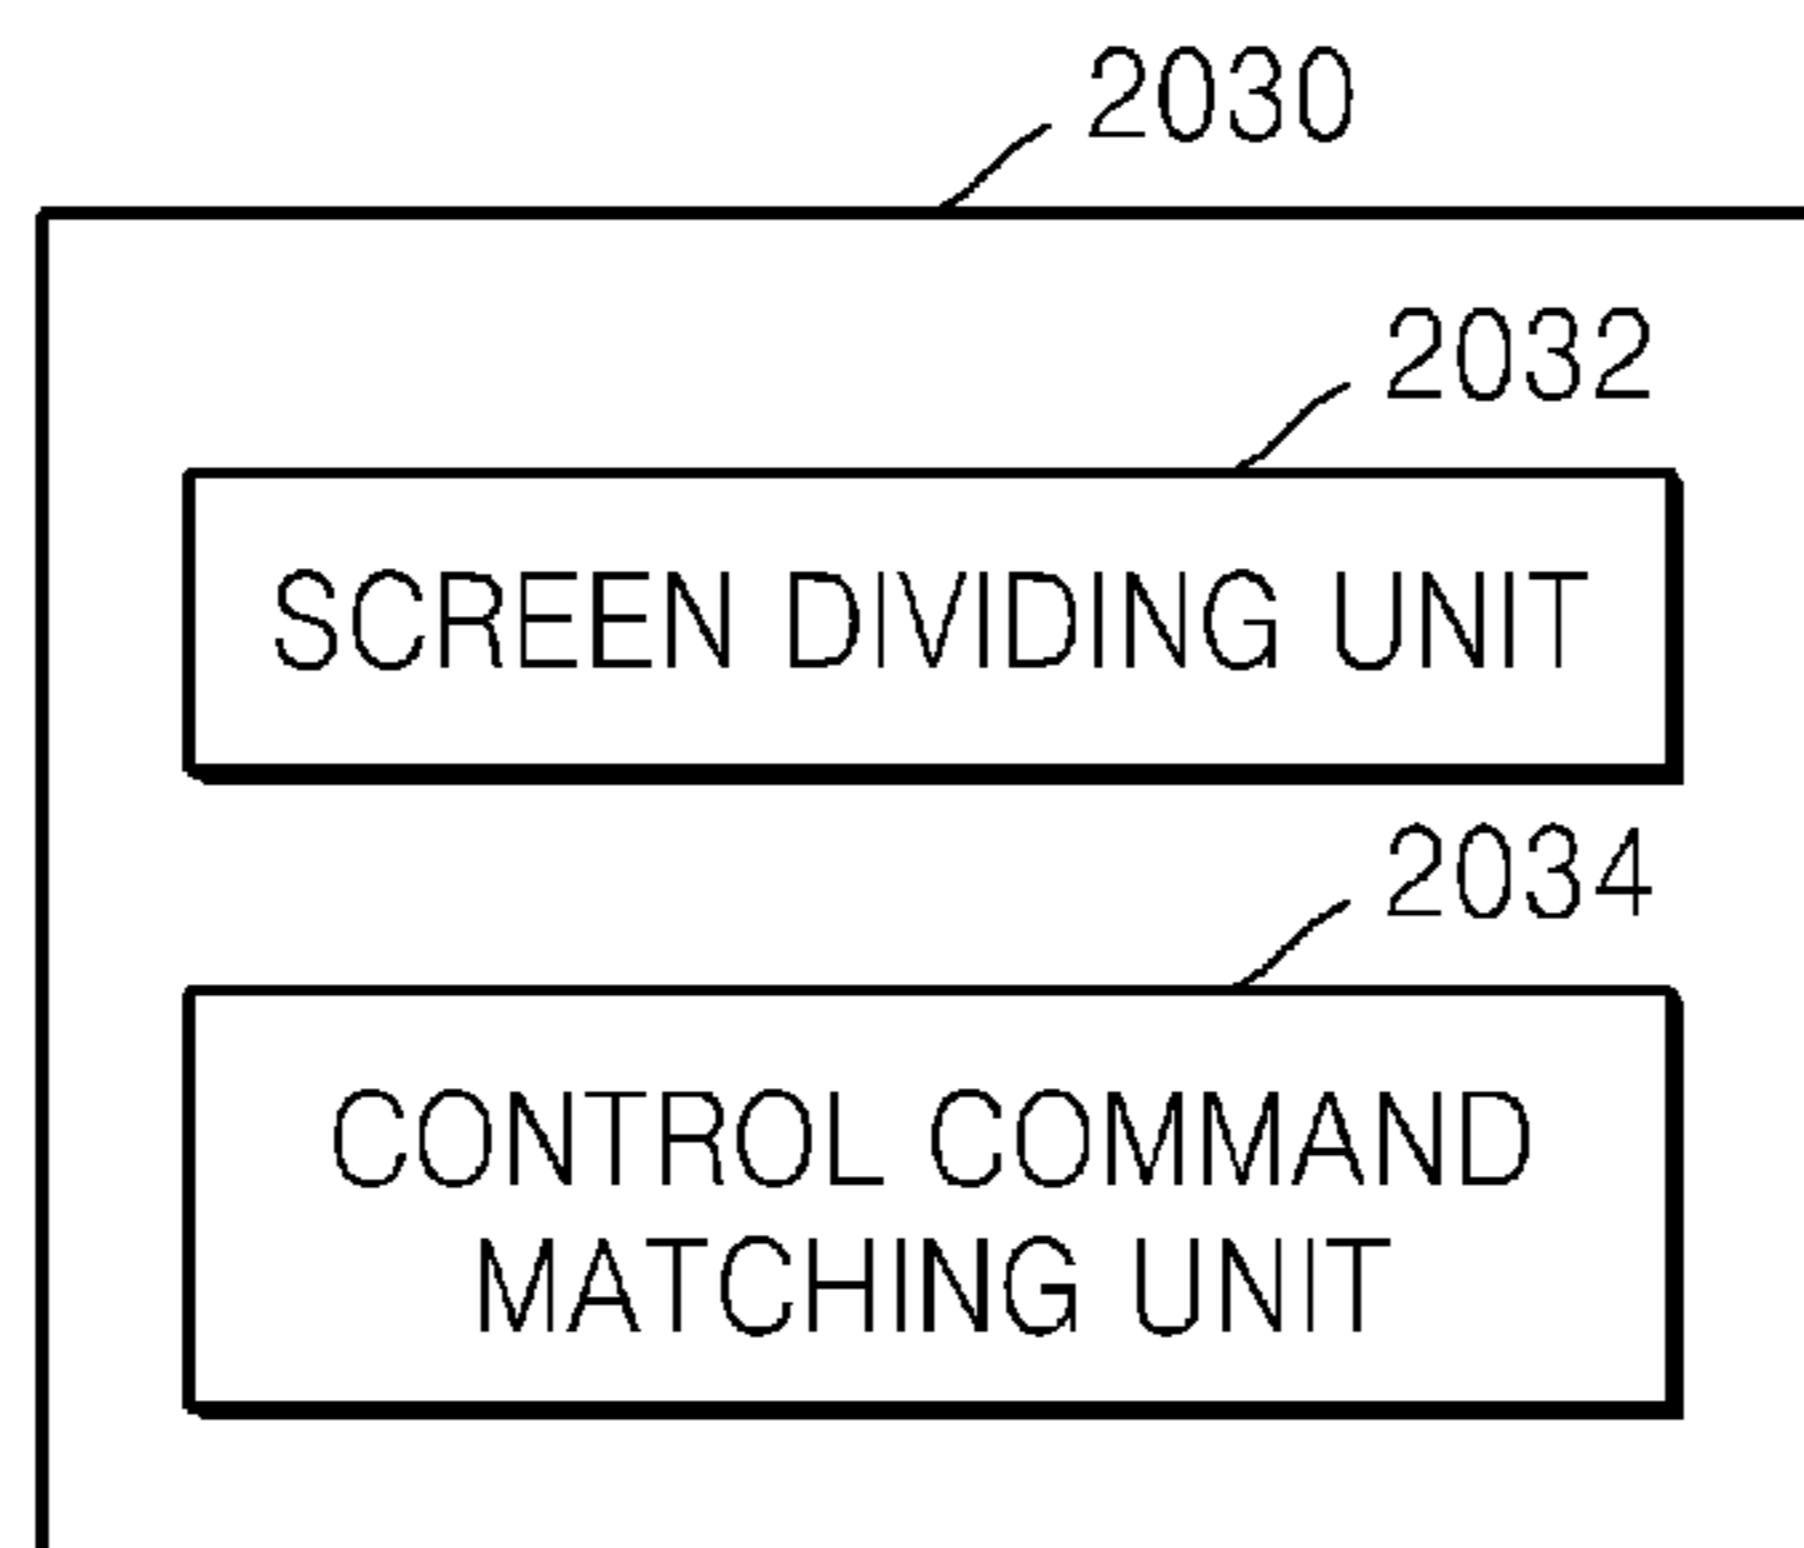 2030
2032
SCREEN DIVIDING UNIT
2034
CONTROL COMMAND
MATCHING UNIT